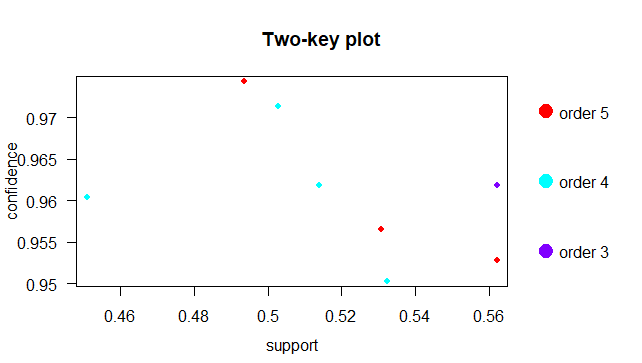 Two-key plot
confidence
0.97
0.965
0.96
0.955
0.95
0.46
0.48
0.5
0.52
0.54
0.56
support
order 5
order 4
order 3